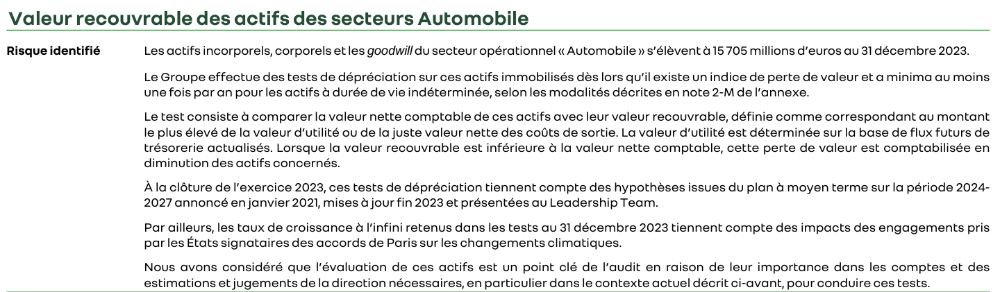 Valeur recouvrable des actifs des secteurs Automobile
Risque identifié
Les actifs incorporels, corporels et les goodwill du secteur opérationnel « Automobile » s'élèvent à 15 705 millions d'euros au 31 décembre 2023.
Le Groupe effectue des tests de dépréciation sur ces actifs immobilisés dès lors qu'il existe un indice de perte de valeur et a minima au moins
une fois par an pour les actifs à durée de vie indéterminée, selon les modalités décrites en note 2-M de l'annexe.
Le test consiste à comparer la valeur nette comptable de ces actifs avec leur valeur recouvrable, définie comme correspondant au montant
le plus élevé de la valeur d'utilité ou de la juste valeur nette des coûts de sortie. La valeur d'utilité est déterminée sur la base de flux futurs de
trésorerie actualisés. Lorsque la valeur recouvrable est inférieure à la valeur nette comptable, cette perte de valeur est comptabilisée en
diminution des actifs concernés.
À la clôture de l'exercice 2023, ces tests de dépréciation tiennent compte des hypothèses issues du plan à moyen terme sur la période 2024-
2027 annoncé en janvier 2021, mises à jour fin 2023 et présentées au Leadership Team.
Par ailleurs, les taux de croissance à l'infini retenus dans les tests au 31 décembre 2023 tiennent compte des impacts des engagements pris
par les États signataires des accords de Paris sur les changements climatiques.
Nous avons considéré que l'évaluation de ces actifs est un point clé de l'audit en raison de leur importance dans les comptes et des
estimations et jugements de la direction nécessaires, en particulier dans le contexte actuel décrit ci-avant, pour conduire ces tests.